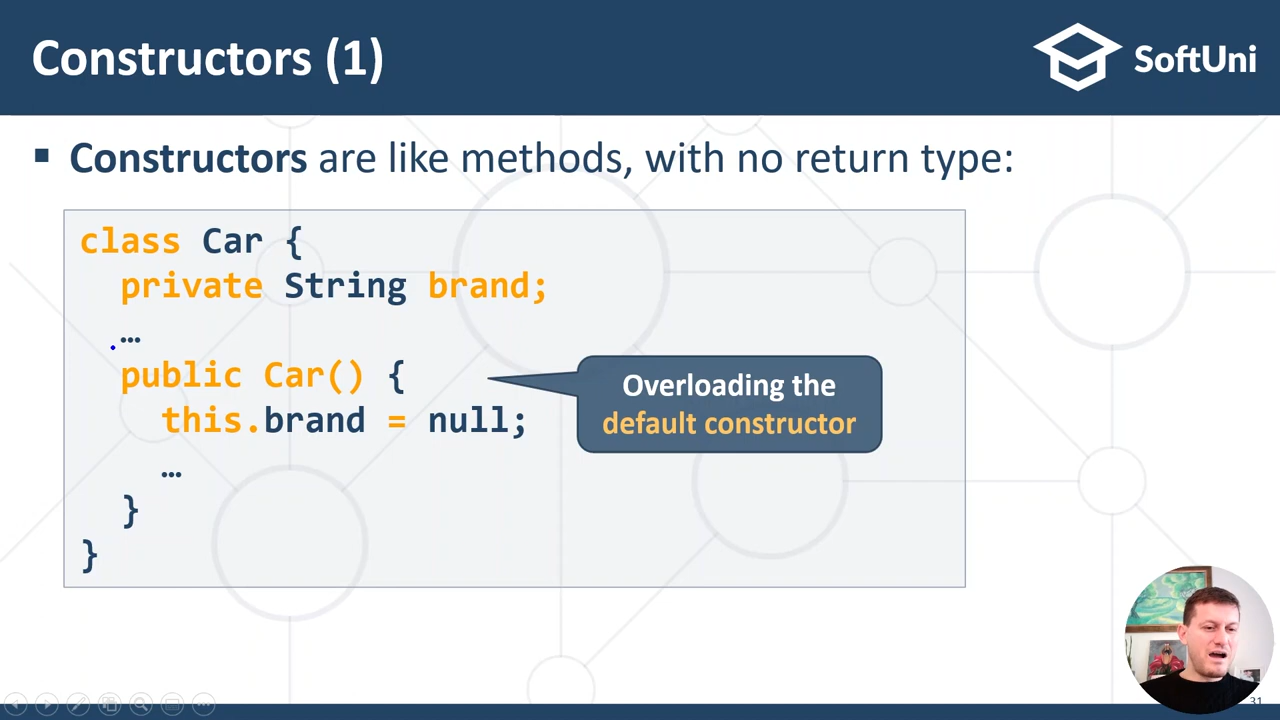 Constructors (1)
SoftUni
▪ Constructors are like methods, with no return type:
class Car {
private String brand;
…
public Car() {
this.brand = null;
…
}
}
Overloading the
default constructor
31